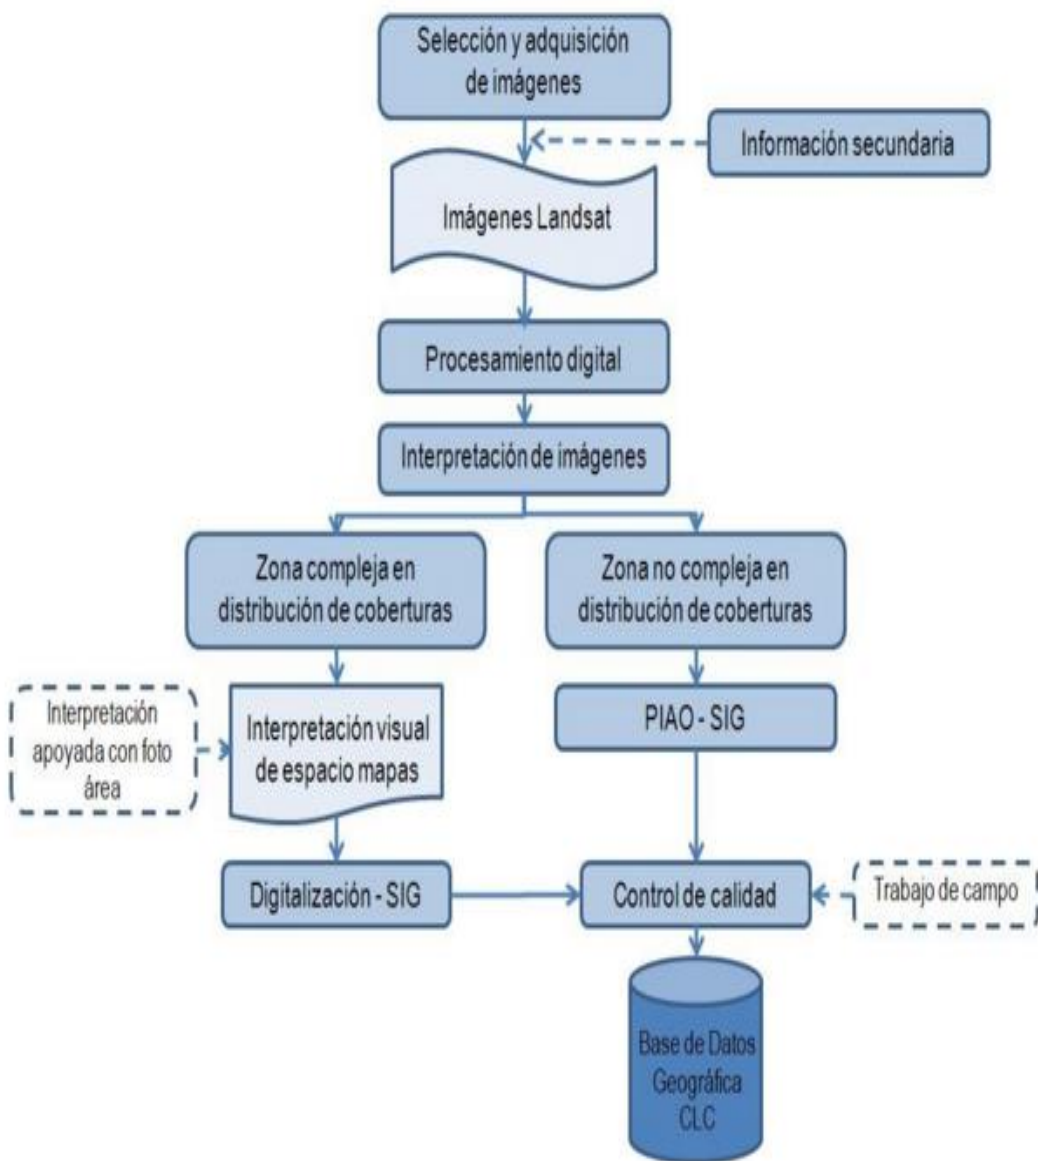 Selección y adquisición
de imágenes
Información secundaria
Imágenes Landsat
Procesamiento digital
Interpretación de imágenes
Zona compleja en
distribución de coberturas
Zona no compleja en
distribución de coberturas
Interpretación
apoyada con foto
área
Interpretación visual
de espacio mapas
PIAO - SIG
Digitalización - SIG
Control de calidad
Trabajo de campo
Base de Datos
Geográfica
CLC